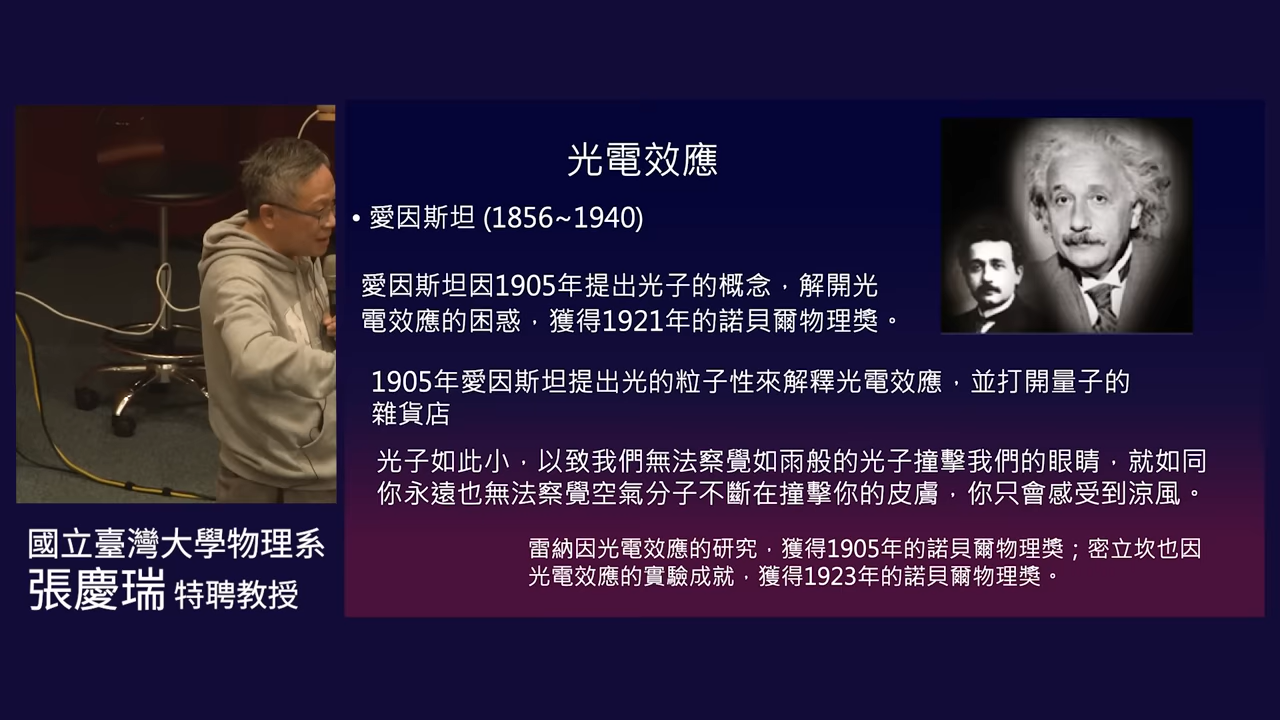 光電效應
• 愛因斯坦 (1856~1940)
愛因斯坦因1905年提出光子的概念，解開光
電效應的困惑，獲得1921年的諾貝爾物理獎。
1905年愛因斯坦提出光的粒子性來解釋光電效應，並打開量子的
雜貨店
光子如此小，以致我們無法察覺如雨般的光子撞擊我們的眼睛，就如同
你永遠也無法察覺空氣分子不斷在撞擊你的皮膚，你只會感受到涼風。
雷納因光電效應的研究，獲得1905年的諾貝爾物理獎；密立坎也因
光電效應的實驗成就，獲得1923年的諾貝爾物理獎。
國立臺灣大學物理系
張慶瑞 特聘教授